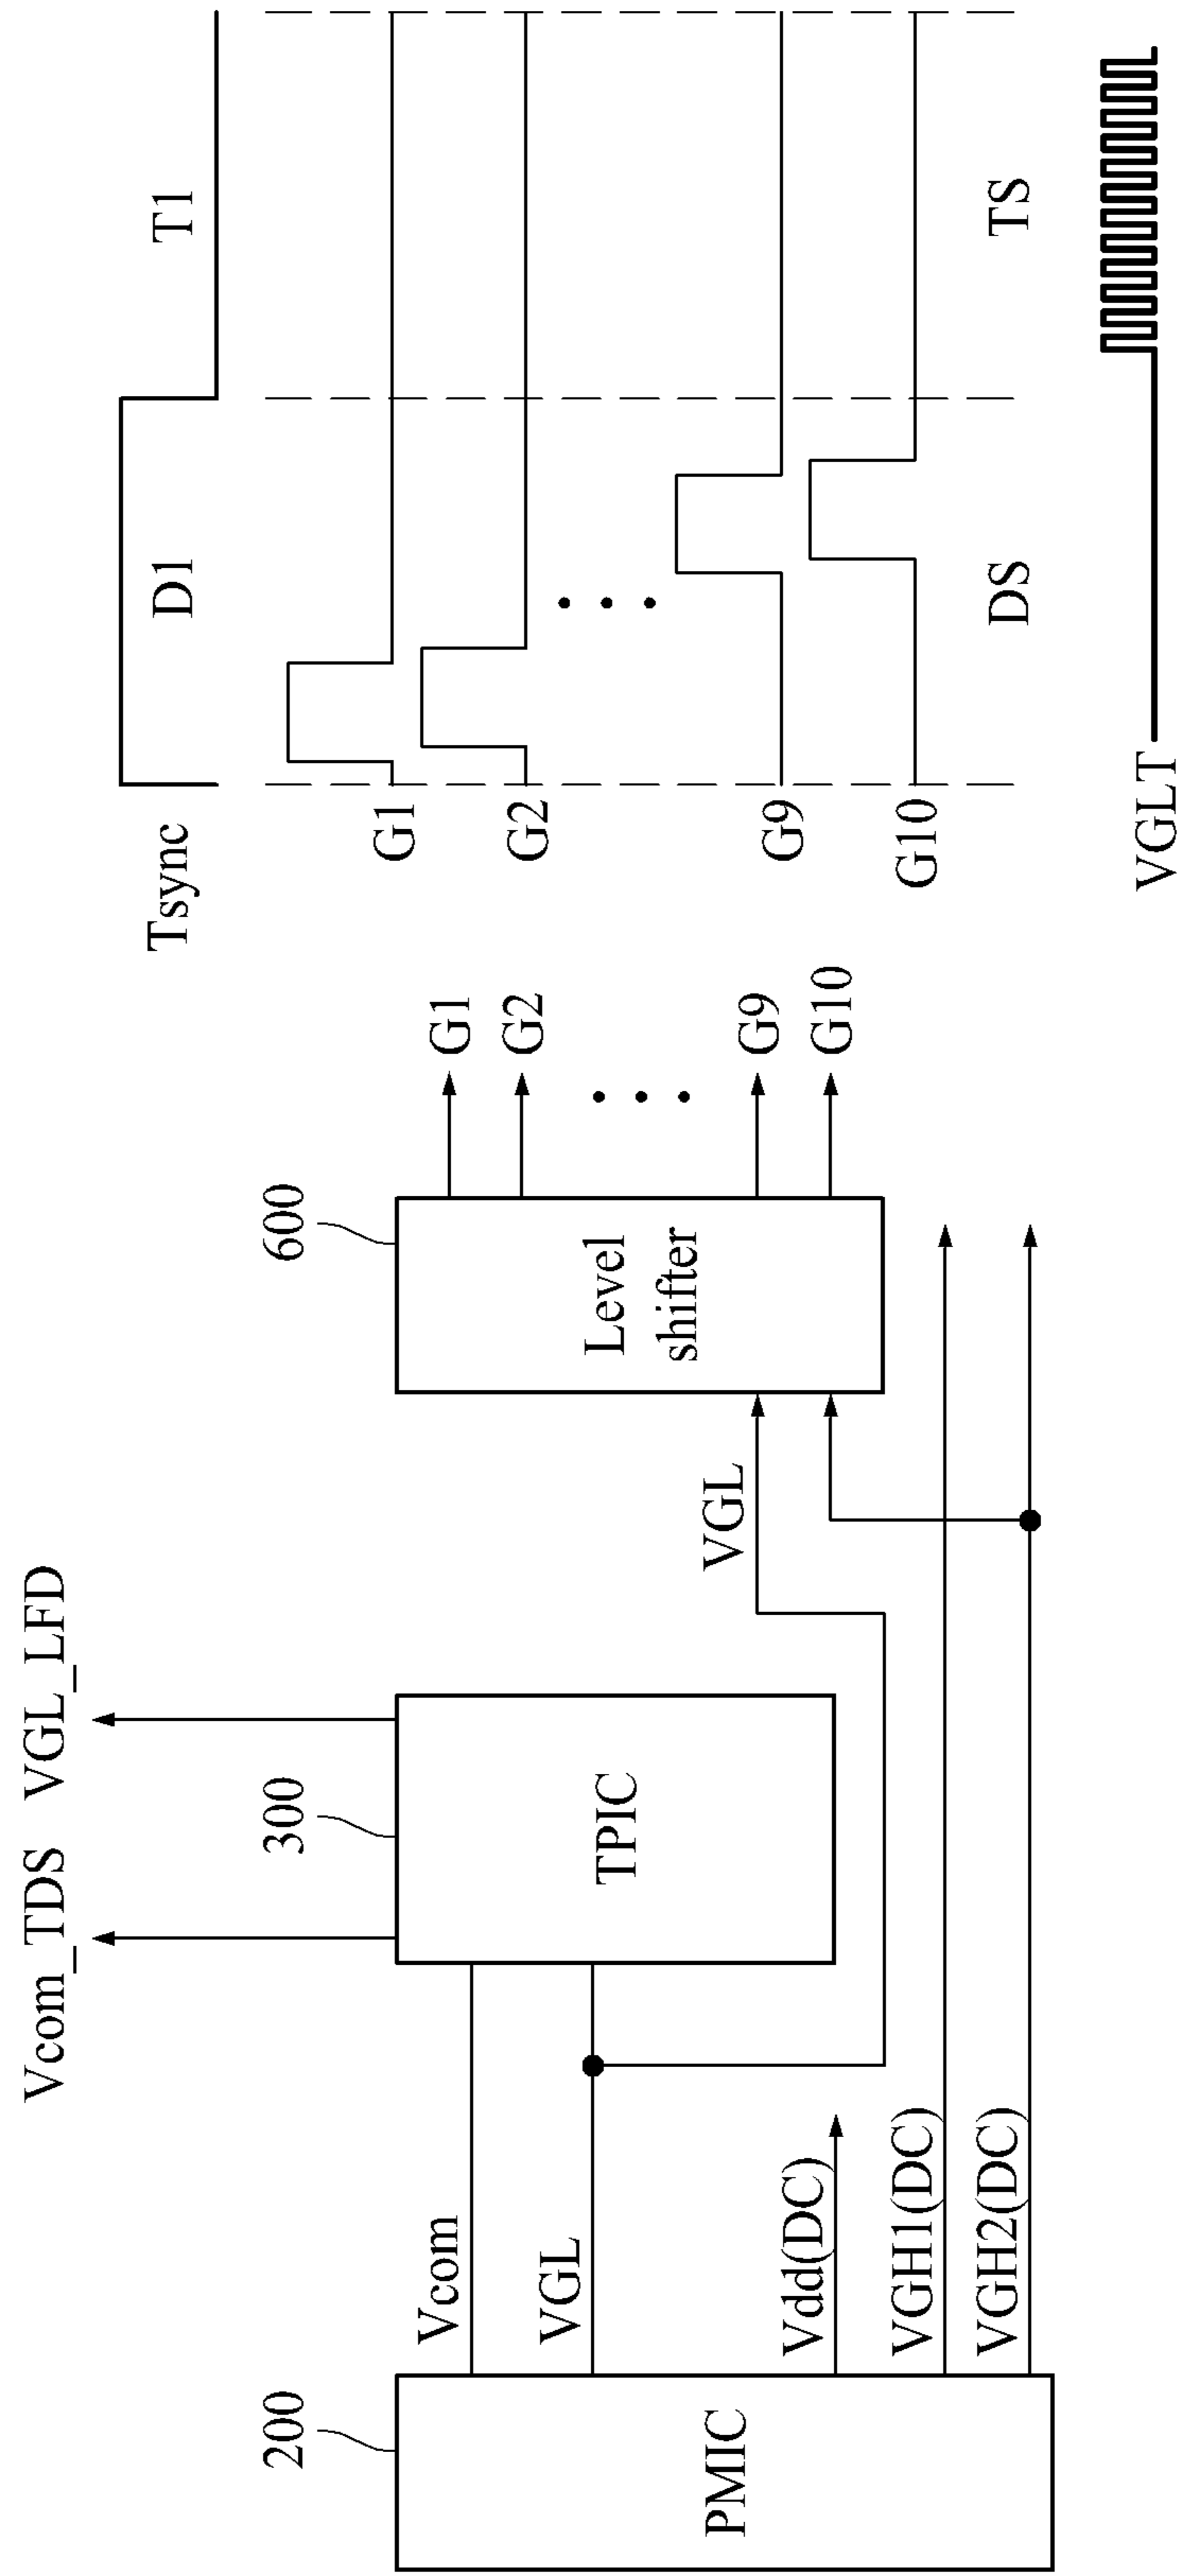 Vcom_TDS
VGL_LFD
200
300
600
PMIC
Vcom
VGL
Vdd(DC)
VGH1(DC)
VGH2(DC)
TPIC
VGL
Level
shifter
G1
G2
G9
G10
Tsync
D1
T1
G1
G2
G9
G10
DS
TS
VGLT